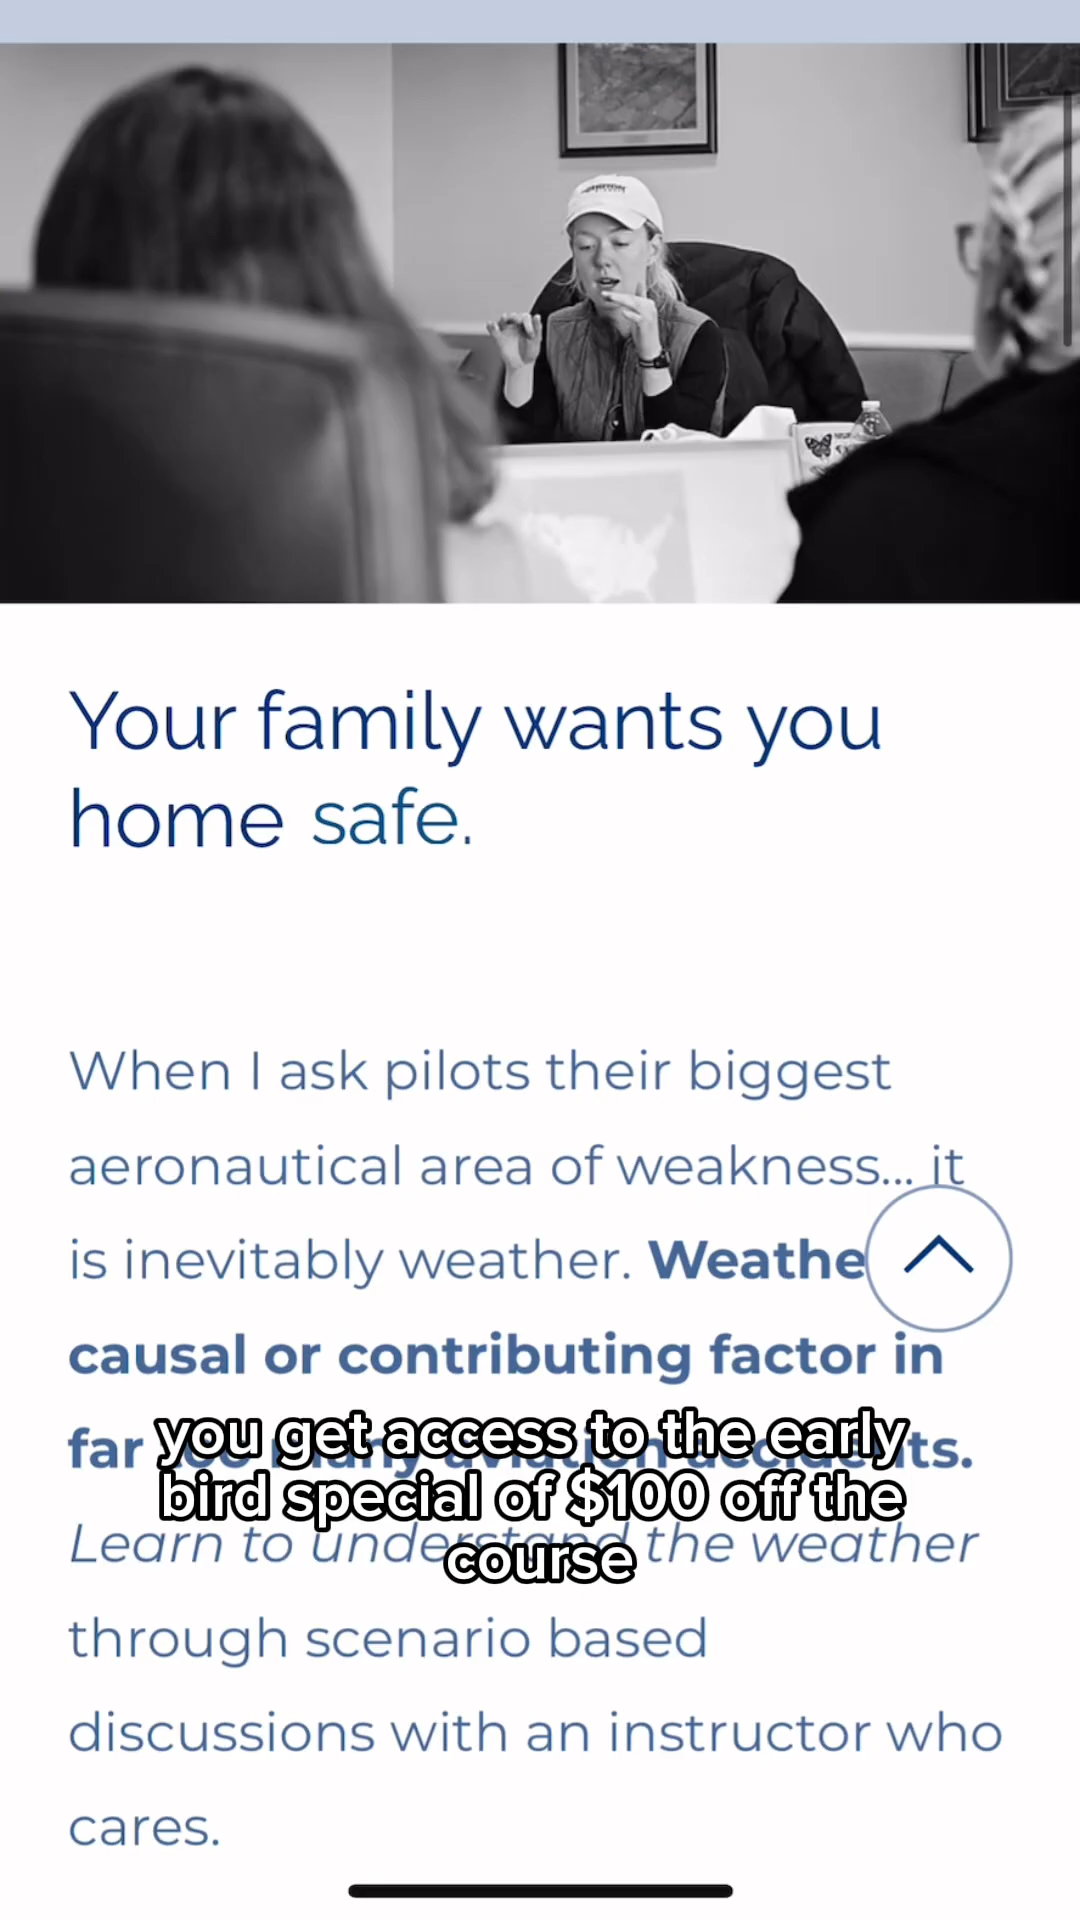 Your family wants you
home safe.
When I ask pilots their biggest
aeronautical area of weakness... it
is inevitably weather. Weathe
causal or contributing factor in
far
you get access to the early
bird special of $100 off the
course
Learn to understand the weather
through scenario based
discussions with an instructor who
cares.